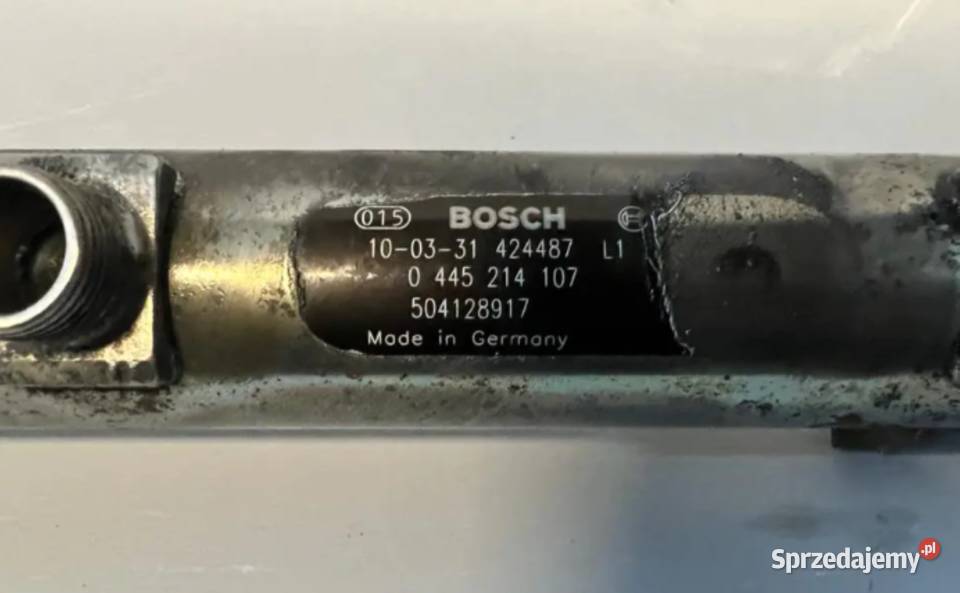 015 BOSCH
10-03-31 424487 L1
0 445 214 107
504128917
Made in Germany
Sprzedajemy.pl